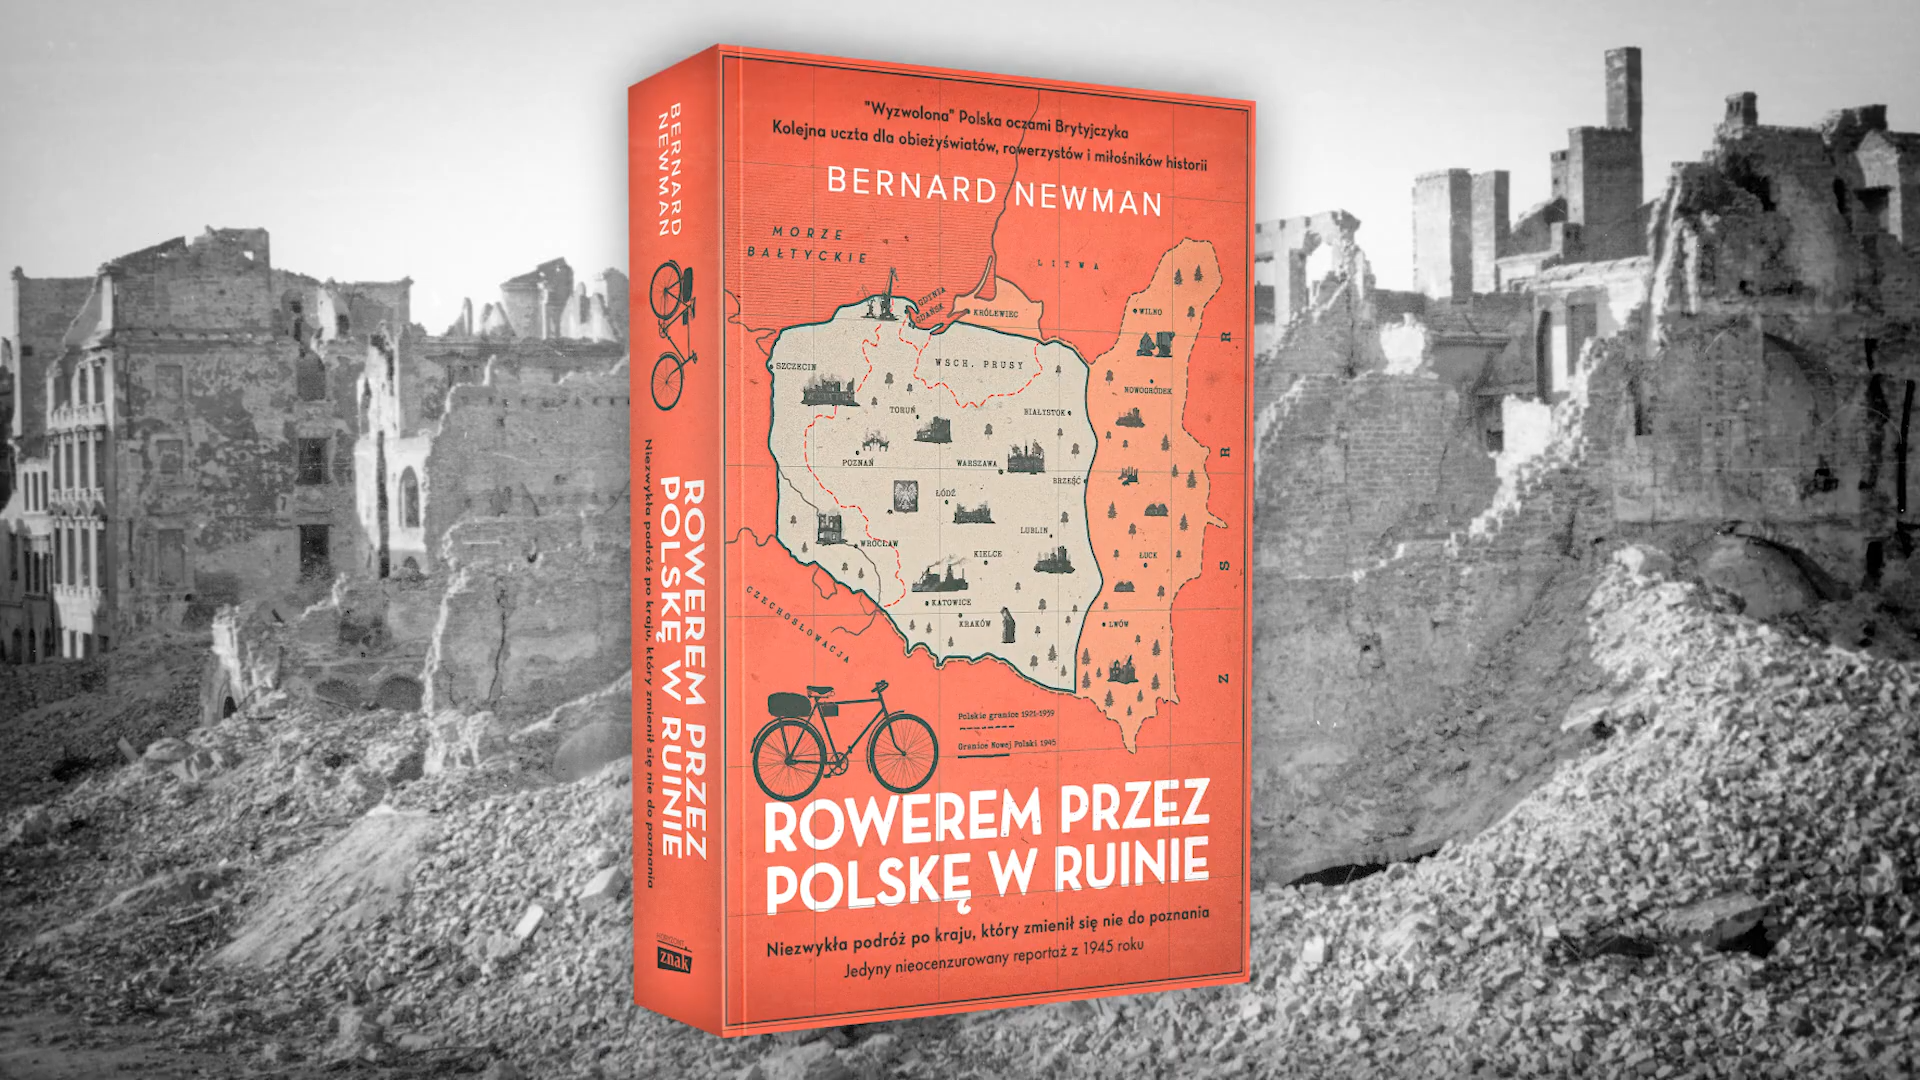 "Wyzwolona" Polska oczami Brytyjczyka
Kolejna uczta dla obieżyświatów, rowerzystów i miłośników historii
BERNARD NEWMAN
MORZE
BAŁTYCKIE
LITWA
GDYNIA
GDAŃSK
KRÓLEWIEC
WILNO
SZCZECIN
WSCH. PRUSY
NOWOGRÓDEK
TORUŃ
BIAŁYSTOK
POZNAŃ
WARSZAWA
BRZEŚĆ
ŁÓDŹ
LUBLIN
WROCŁAW
KIELCE
ŁUCK
KATOWICE
KRAKÓW
LWÓW
CZECHOSŁOWACJA
ZSRR
Polskie granice 1921-1939
Granice Nowej Polski 1945
ROWEREM PRZEZ
POLSKĘ W RUINIE
Niezwykła podróż po kraju, który zmienił się nie do poznania
Jedyny nieocenzurowany reportaż z 1945 roku
BERNARD
NEWMAN
ROWEREM PRZEZ
POLSKĘ W RUINIE
Niezwykła podróż po kraju, który zmienił się nie do poznania
HORYZONT
znak